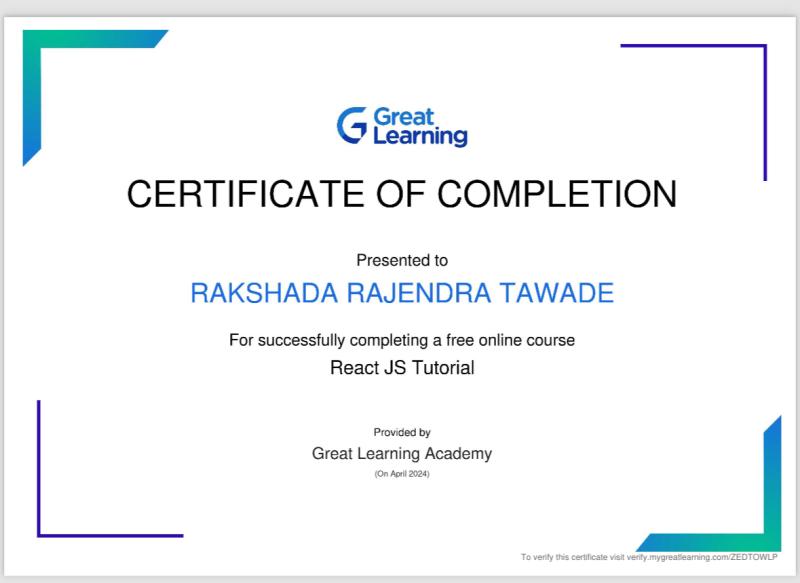 Great
Learning
CERTIFICATE OF COMPLETION
Presented to
RAKSHADA RAJENDRA TAWADE
For successfully completing a free online course
React JS Tutorial
Provided by
Great Learning Academy
(On April 2024)
To verify this certificate visit verify.mygreatlearning.com/ZEDTOWLP